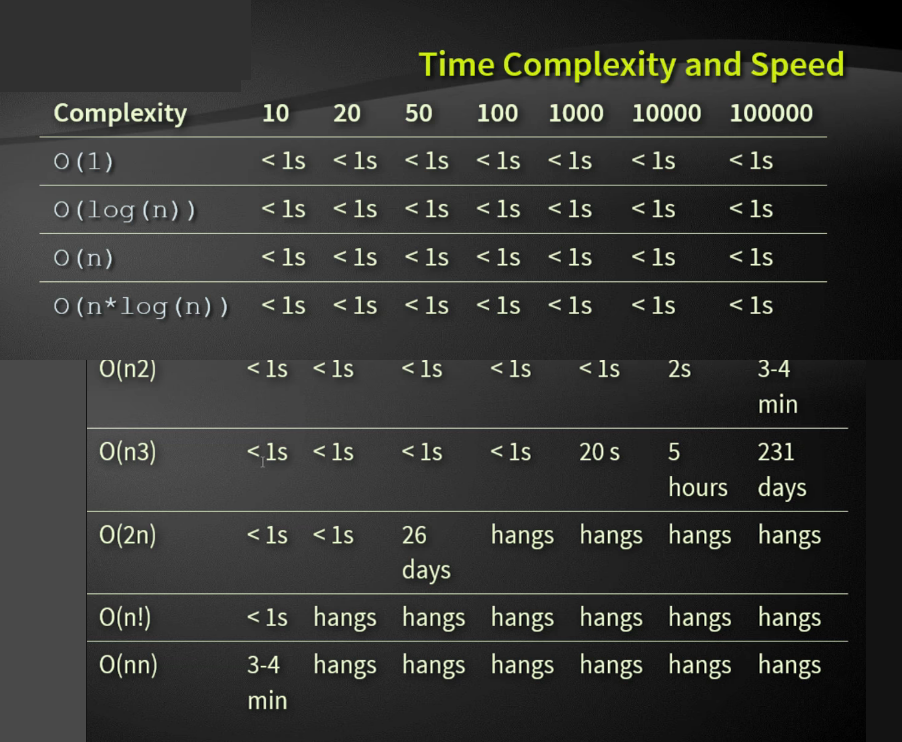 Time Complexity and Speed
Complexity 10 20 50 100 1000 10000 100000
O(1) < 1s < 1s < 1s < 1s < 1s < 1s < 1s
O(log(n)) < 1s < 1s < 1s < 1s < 1s < 1s < 1s
O(n) < 1s < 1s < 1s < 1s < 1s < 1s < 1s
O(n*log(n)) < 1s < 1s < 1s < 1s < 1s < 1s < 1s
O(n2) < 1s < 1s < 1s < 1s < 1s 2s 3-4
min
O(n3) < 1s < 1s < 1s < 1s 20 s 5 231
hours days
O(2n) < 1s < 1s 26 hangs hangs hangs hangs
days
O(n!) < 1s hangs hangs hangs hangs hangs hangs
O(nn) 3-4 hangs hangs hangs hangs hangs hangs
min